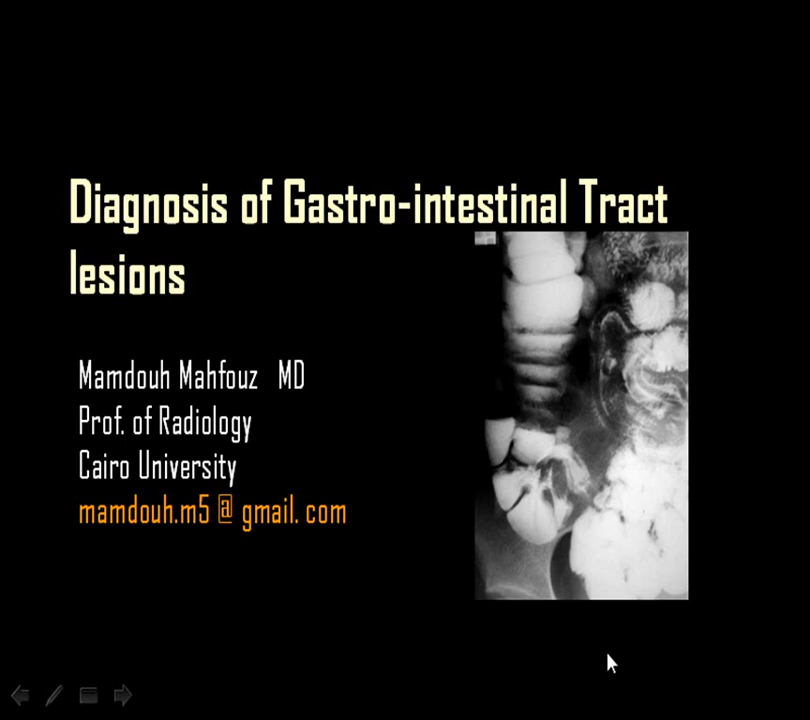 Diagnosis of Gastro-intestinal Tract
lesions
Mamdouh Mahfouz MD
Prof. of Radiology
Cairo University
mamdouh.m5 @ gmail. com